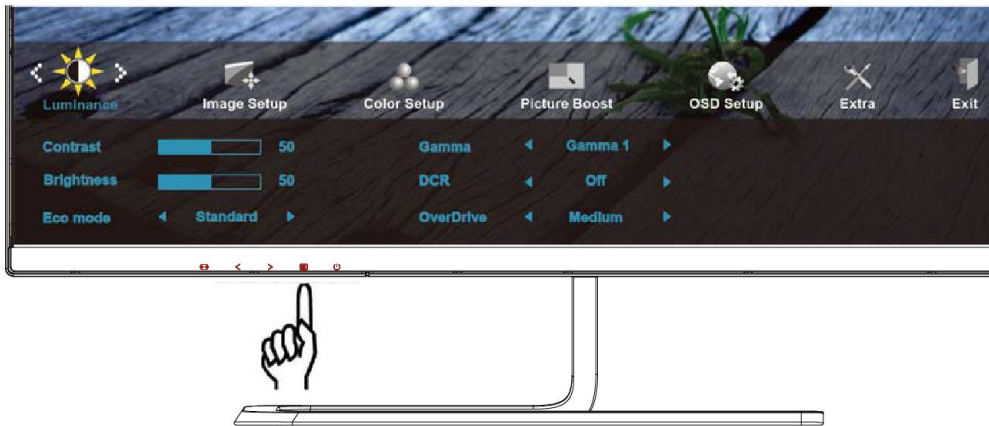 Luminance Image Setup Color Setup Picture Boost OSD Setup Extra Exit
Contrast 50 Gamma Gamma 1
Brightness 50 DCR Off
Eco mode Standard OverDrive Medium